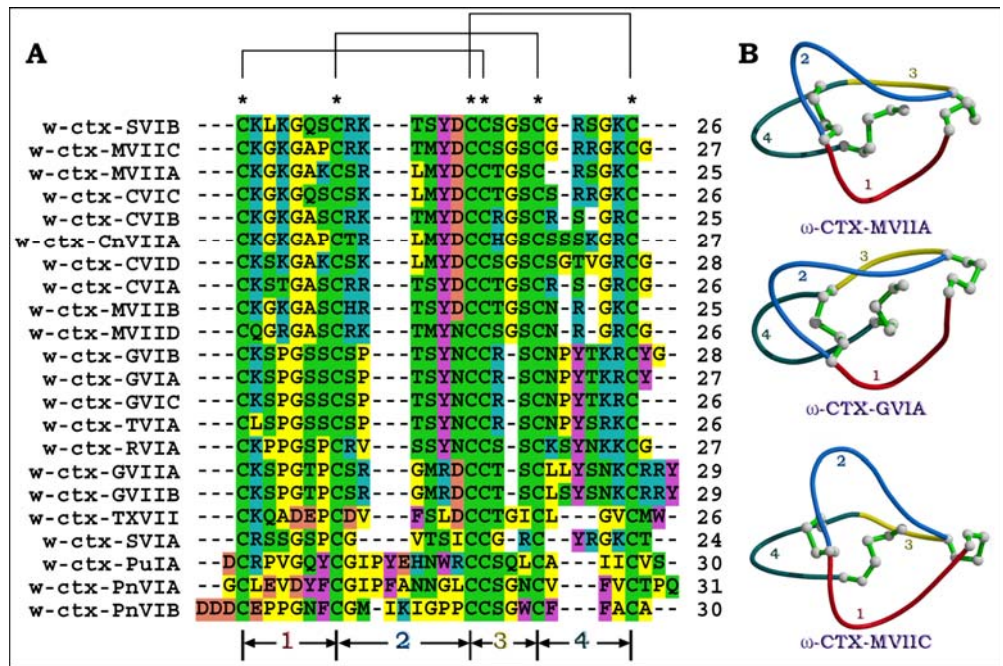 A
B
* * ** * *
w-ctx-SVIB ---CKLKGQSCRK---TSYDCCSGSCG-RSGKC--- 26
w-ctx-MVIIC ---CKGKGAPCRK---TMYDCCSGSCG-RRGKCG-- 27
w-ctx-MVIIA ---CKGKGAKCSR---LMYDCCTGSC--RSGKC--- 25
w-ctx-CVIC ---CKGKGQSCSK---LMYDCCTGSCS-RRGKC--- 26
w-ctx-CVIB ---CKGKGASCRK---TMYDCCRGSCR-S-GRC--- 25
w-ctx-CnVIIA ---CKGKGAPCTR---LMYDCCHGSCSSSKGRC--- 27
w-ctx-CVID ---CKSKGAKCSK---LMYDCCSGSCSGTVGRCG-- 28
w-ctx-CVIA ---CKSTGASCRR---TSYDCCTGSCR-S-GRCG-- 26
w-ctx-MVIIB ---CKGKGASCHR---TSYDCCTGSCN-R-GKC--- 25
w-ctx-MVIID ---CQGRGASCRK---TMYNCCSGSCN-R-GRCG-- 26
w-ctx-GVIB ---CKSPGSSCSP---TSYNCCR-SCNPYTKRCYG- 28
w-ctx-GVIA ---CKSPGSSCSP---TSYNCCR-SCNPYTKRCY-- 27
w-ctx-GVIC ---CKSPGSSCSP---TSYNCCR-SCNPYTKRC--- 26
w-ctx-TVIA ---CLSPGSSCSP---TSYNCCR-SCNPYSRKC--- 26
w-ctx-RVIA ---CKPPGSPCRV---SSYNCCS-SCKSYNKKCG-- 27
w-ctx-GVIIA ---CKSPGTPCSR---GMRDCCT-SCLLYSNKCRRY 29
w-ctx-GVIIB ---CKSPGTPCSR---GMRDCCT-SCLSYSNKCRRY 29
w-ctx-TXVII ---CKQADEPCDV---FSLDCCTGICL---GVCMW- 26
w-ctx-SVIA ---CRSSGSPCG----VTSICCG-RC--YRGKCT-- 24
w-ctx-PuIA --DCRPVGQYCGIPYEHNWRCCSQLCA---IICVS- 30
w-ctx-PnVIA --GCLEVDYFCGIPFANNGLCCSGNCV---FVCTPQ 31
w-ctx-PnVIB DDDCEPPGNFCGM-IKIGPPCCSGWCF---FACA-- 30
1 2 3 4
2
3
4
1
ω-CTX-MVIIA
3
2
4
1
ω-CTX-GVIA
2
4
3
1
ω-CTX-MVIIC